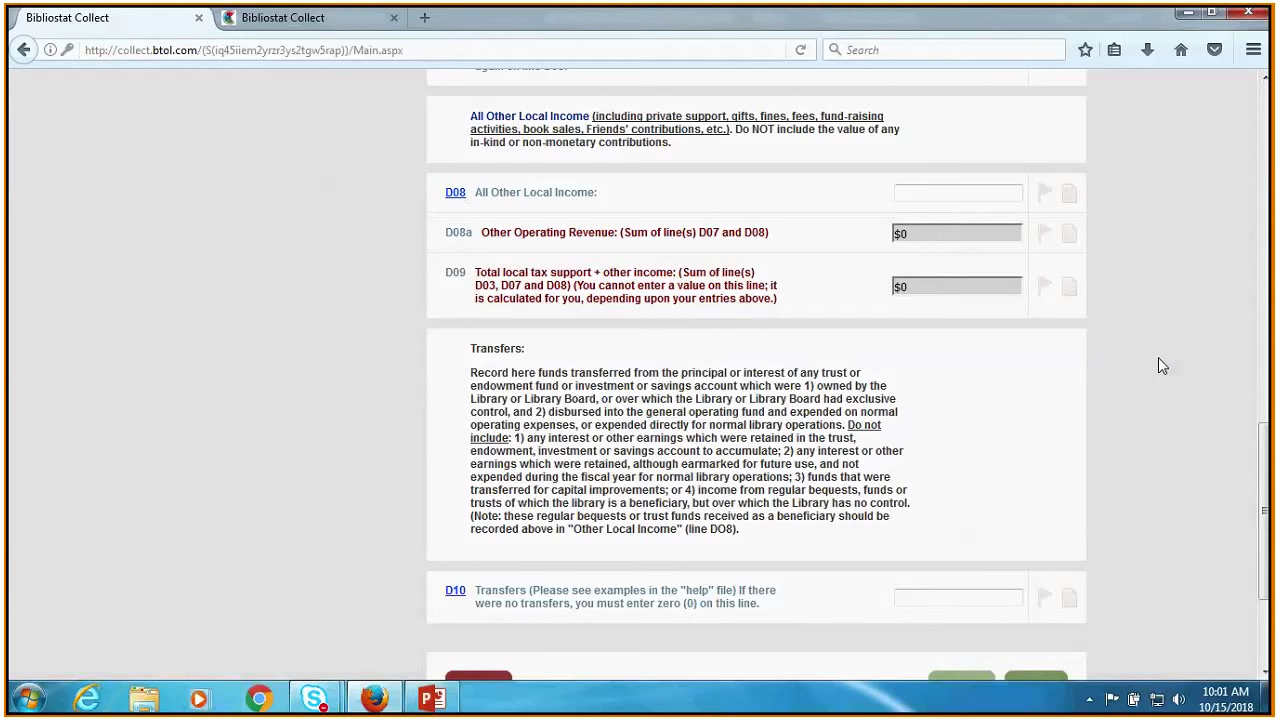 Bibliostat Collect
Bibliostat Collect
http://collect.btol.com/(S(iq45iiem2yrzr3ys2tgw5rap))/Main.aspx
Search
All Other Local Income (including private support, gifts, fines, fees, fund-raising
activities, book sales, Friends' contributions, etc.). Do NOT include the value of any
in-kind or non-monetary contributions.
D08 All Other Local Income:
D08a Other Operating Revenue: (Sum of line(s) D07 and D08) $0
D09 Total local tax support + other income: (Sum of line(s)
D03, D07 and D08) (You cannot enter a value on this line; it $0
is calculated for you, depending upon your entries above.)
Transfers:
Record here funds transferred from the principal or interest of any trust or
endowment fund or investment or savings account which were 1) owned by the
Library or Library Board, or over which the Library or Library Board had exclusive
control, and 2) disbursed into the general operating fund and expended on normal
operating expenses, or expended directly for normal library operations. Do not
include: 1) any interest or other earnings which were retained in the trust,
endowment, investment or savings account to accumulate; 2) any interest or other
earnings which were retained, although earmarked for future use, and not
expended during the fiscal year for normal library operations; 3) funds that were
transferred for capital improvements; or 4) income from regular bequests, funds or
trusts of which the library is a beneficiary, but over which the Library has no control.
(Note: these regular bequests or trust funds received as a beneficiary should be
recorded above in "Other Local Income" (line DO8).
D10 Transfers (Please see examples in the "help" file) If there
were no transfers, you must enter zero (0) on this line.
10:01 AM
10/15/2018